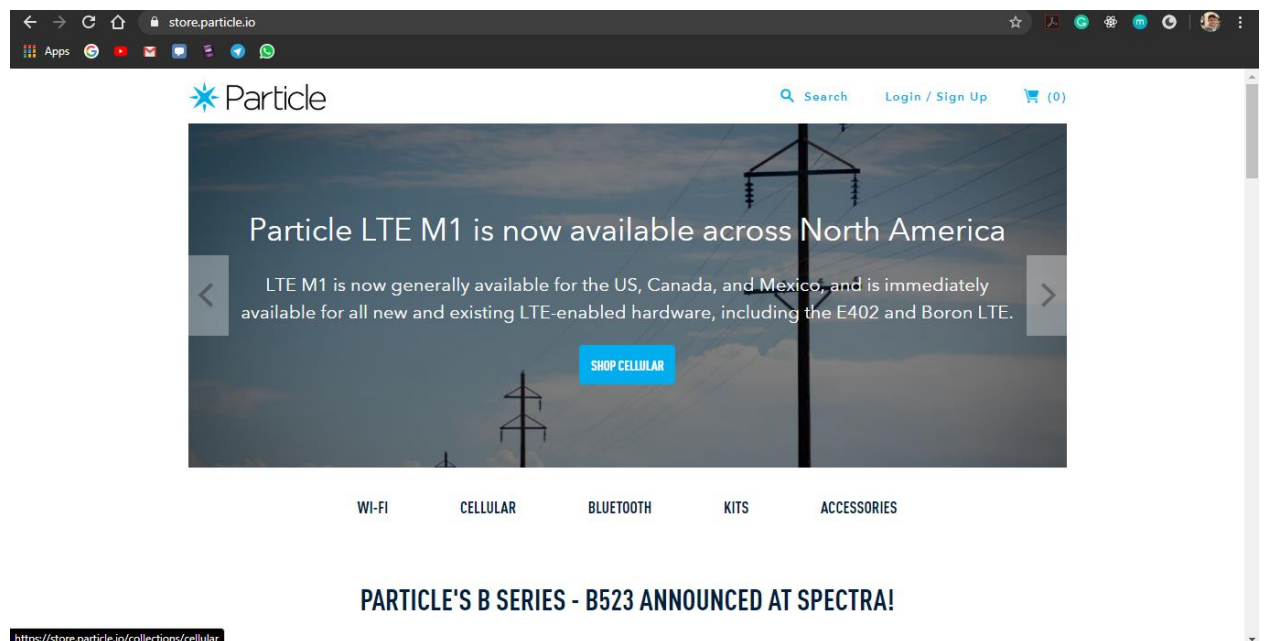 store.particle.io
Apps
Particle
Search Login / Sign Up (0)
Particle LTE M1 is now available across North America
LTE M1 is now generally available for the US, Canada, and Mexico, and is immediately
available for all new and existing LTE-enabled hardware, including the E402 and Boron LTE.
SHOP CELLULAR
WI-FI CELLULAR BLUETOOTH KITS ACCESSORIES
PARTICLE'S B SERIES - B523 ANNOUNCED AT SPECTRA!
https://store.particle.io/collections/cellular